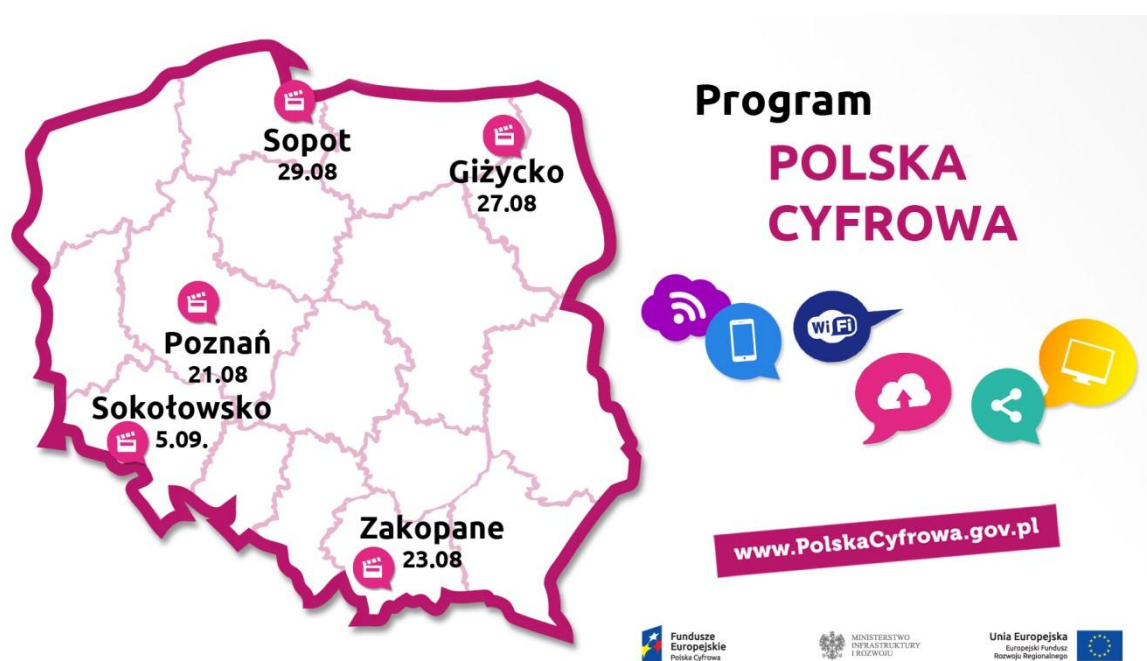 Sopot
29.08
Giżycko
27.08
Poznań
21.08
Sokołowsko
5.09.
Zakopane
23.08
Program
POLSKA
CYFROWA
WiFi
www.PolskaCyfrowa.gov.pl
Fundusze
Europejskie
Polska Cyfrowa
MINISTERSTWO
INFRASTRUKTURY
I ROZWOJU
Unia Europejska
Europejski Fundusz
Rozwoju Regionalnego